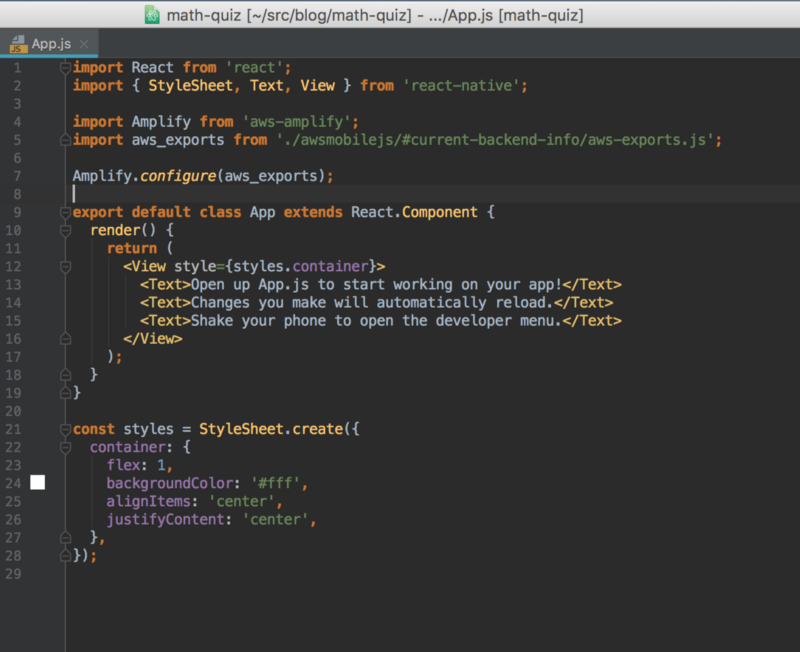 math-quiz [~/src/blog/math-quiz] - .../App.js [math-quiz]
JS App.js ×
1 import React from 'react';
2 import { StyleSheet, Text, View } from 'react-native';
3
4 import Amplify from 'aws-amplify';
5 import aws_exports from './awsmobilejs/#current-backend-info/aws-exports.js';
6
7 Amplify.configure(aws_exports);
8
9 export default class App extends React.Component {
10   render() {
11     return (
12       <View style={styles.container}>
13         <Text>Open up App.js to start working on your app!</Text>
14         <Text>Changes you make will automatically reload.</Text>
15         <Text>Shake your phone to open the developer menu.</Text>
16       </View>
17     );
18   }
19 }
20
21 const styles = StyleSheet.create({
22   container: {
23     flex: 1,
24     backgroundColor: '#fff',
25     alignItems: 'center',
26     justifyContent: 'center',
27   },
28 });
29